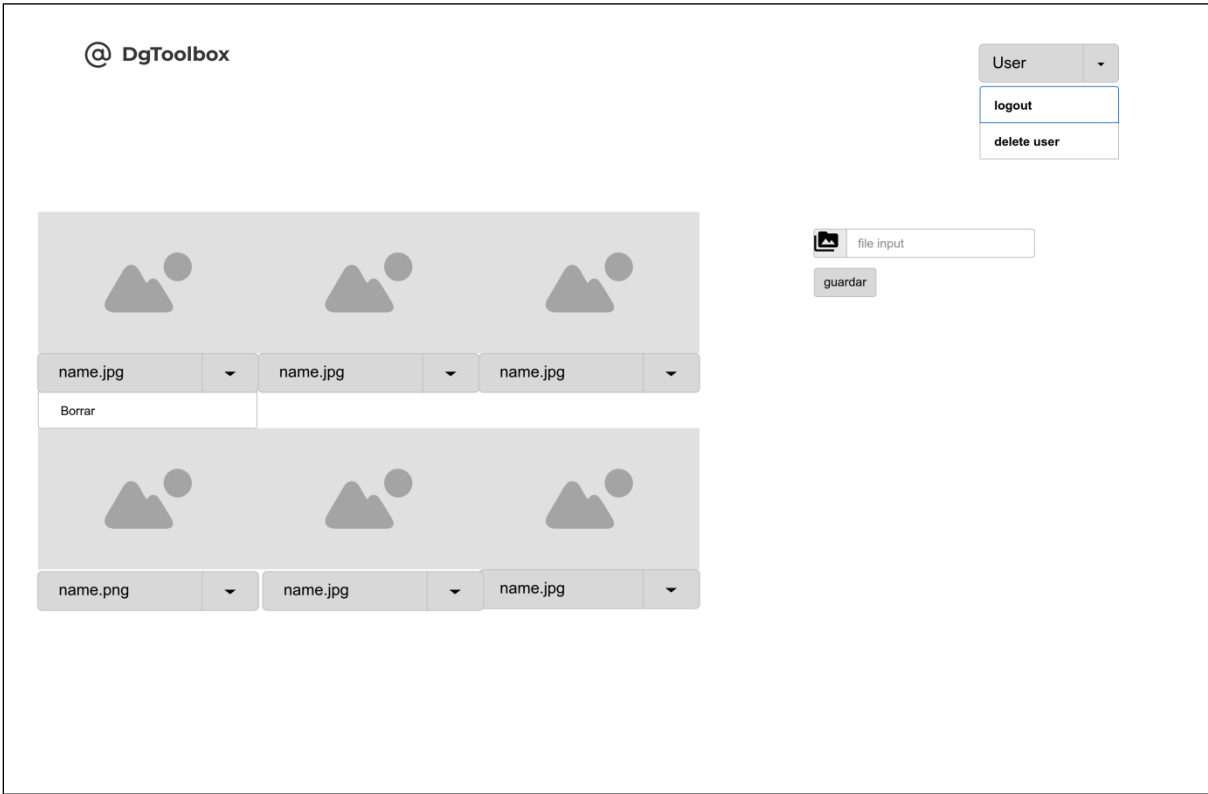 @ DgToolbox
User
logout
delete user
file input
guardar
name.jpg
name.jpg
name.jpg
Borrar
name.png
name.jpg
name.jpg